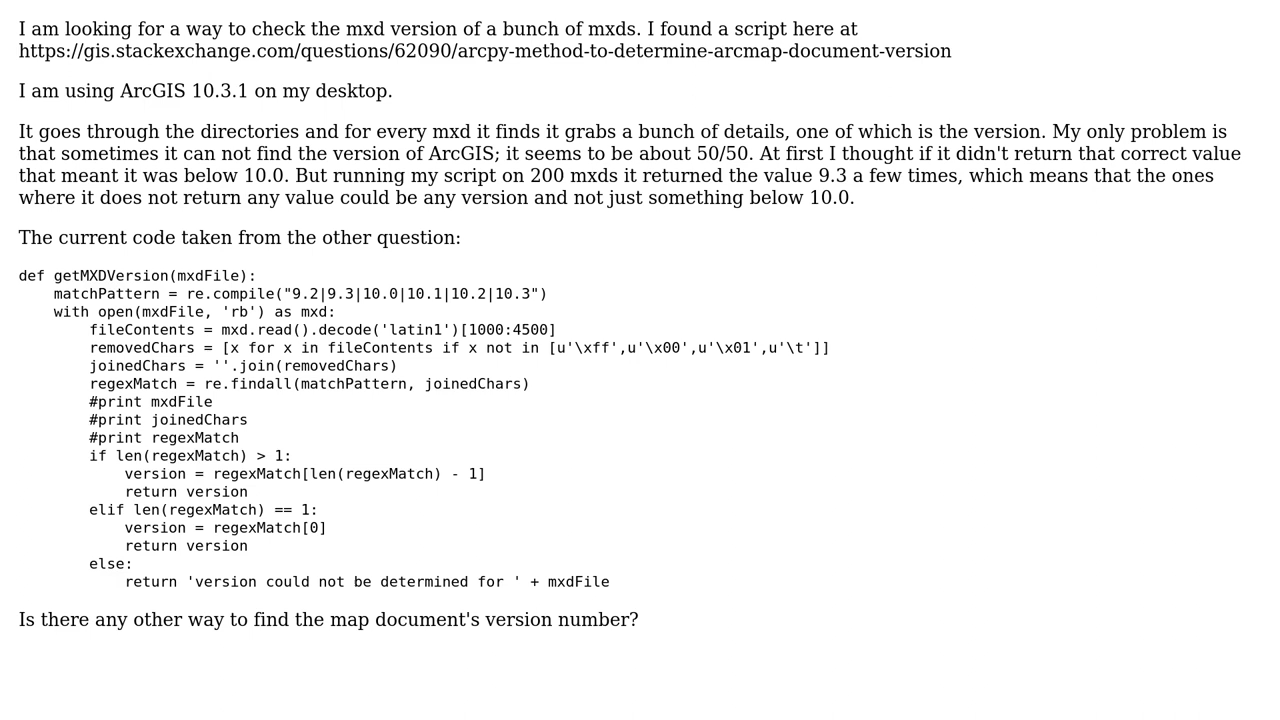 I am looking for a way to check the mxd version of a bunch of mxds. I found a script here at
https://gis.stackexchange.com/questions/62090/arcpy-method-to-determine-arcmap-document-version
I am using ArcGIS 10.3.1 on my desktop.
It goes through the directories and for every mxd it finds it grabs a bunch of details, one of which is the version. My only problem is
that sometimes it can not find the version of ArcGIS; it seems to be about 50/50. At first I thought if it didn't return that correct value
that meant it was below 10.0. But running my script on 200 mxds it returned the value 9.3 a few times, which means that the ones
where it does not return any value could be any version and not just something below 10.0.
The current code taken from the other question:
def getMXDVersion(mxdFile):
    matchPattern = re.compile("9.2|9.3|10.0|10.1|10.2|10.3")
    with open(mxdFile, 'rb') as mxd:
        fileContents = mxd.read().decode('latin1')[1000:4500]
        removedChars = [x for x in fileContents if x not in [u'\xff',u'\x00',u'\x01',u'\t']]
        joinedChars = ''.join(removedChars)
        regexMatch = re.findall(matchPattern, joinedChars)
        #print mxdFile
        #print joinedChars
        #print regexMatch
        if len(regexMatch) > 1:
            version = regexMatch[len(regexMatch) - 1]
            return version
        elif len(regexMatch) == 1:
            version = regexMatch[0]
            return version
        else:
            return 'version could not be determined for ' + mxdFile
Is there any other way to find the map document's version number?